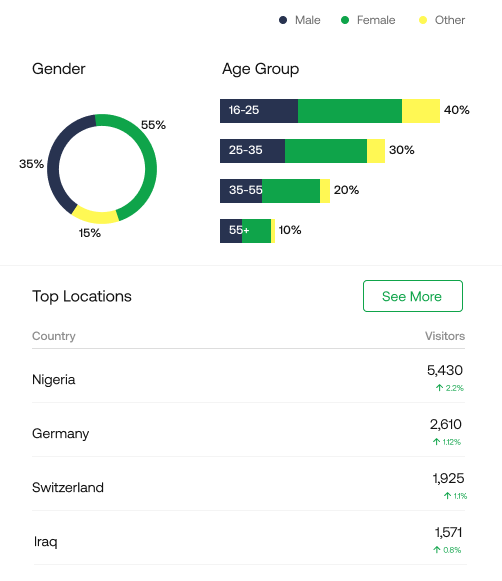 Male Female Other
Gender
Age Group
55%
35%
15%
16-25 40%
25-35 30%
35-55 20%
55+ 10%
Top Locations
See More
Country Visitors
Nigeria 5,430
↑ 2.2%
Germany 2,610
↑ 1.12%
Switzerland 1,925
↑ 1.1%
Iraq 1,571
↑ 0.8%